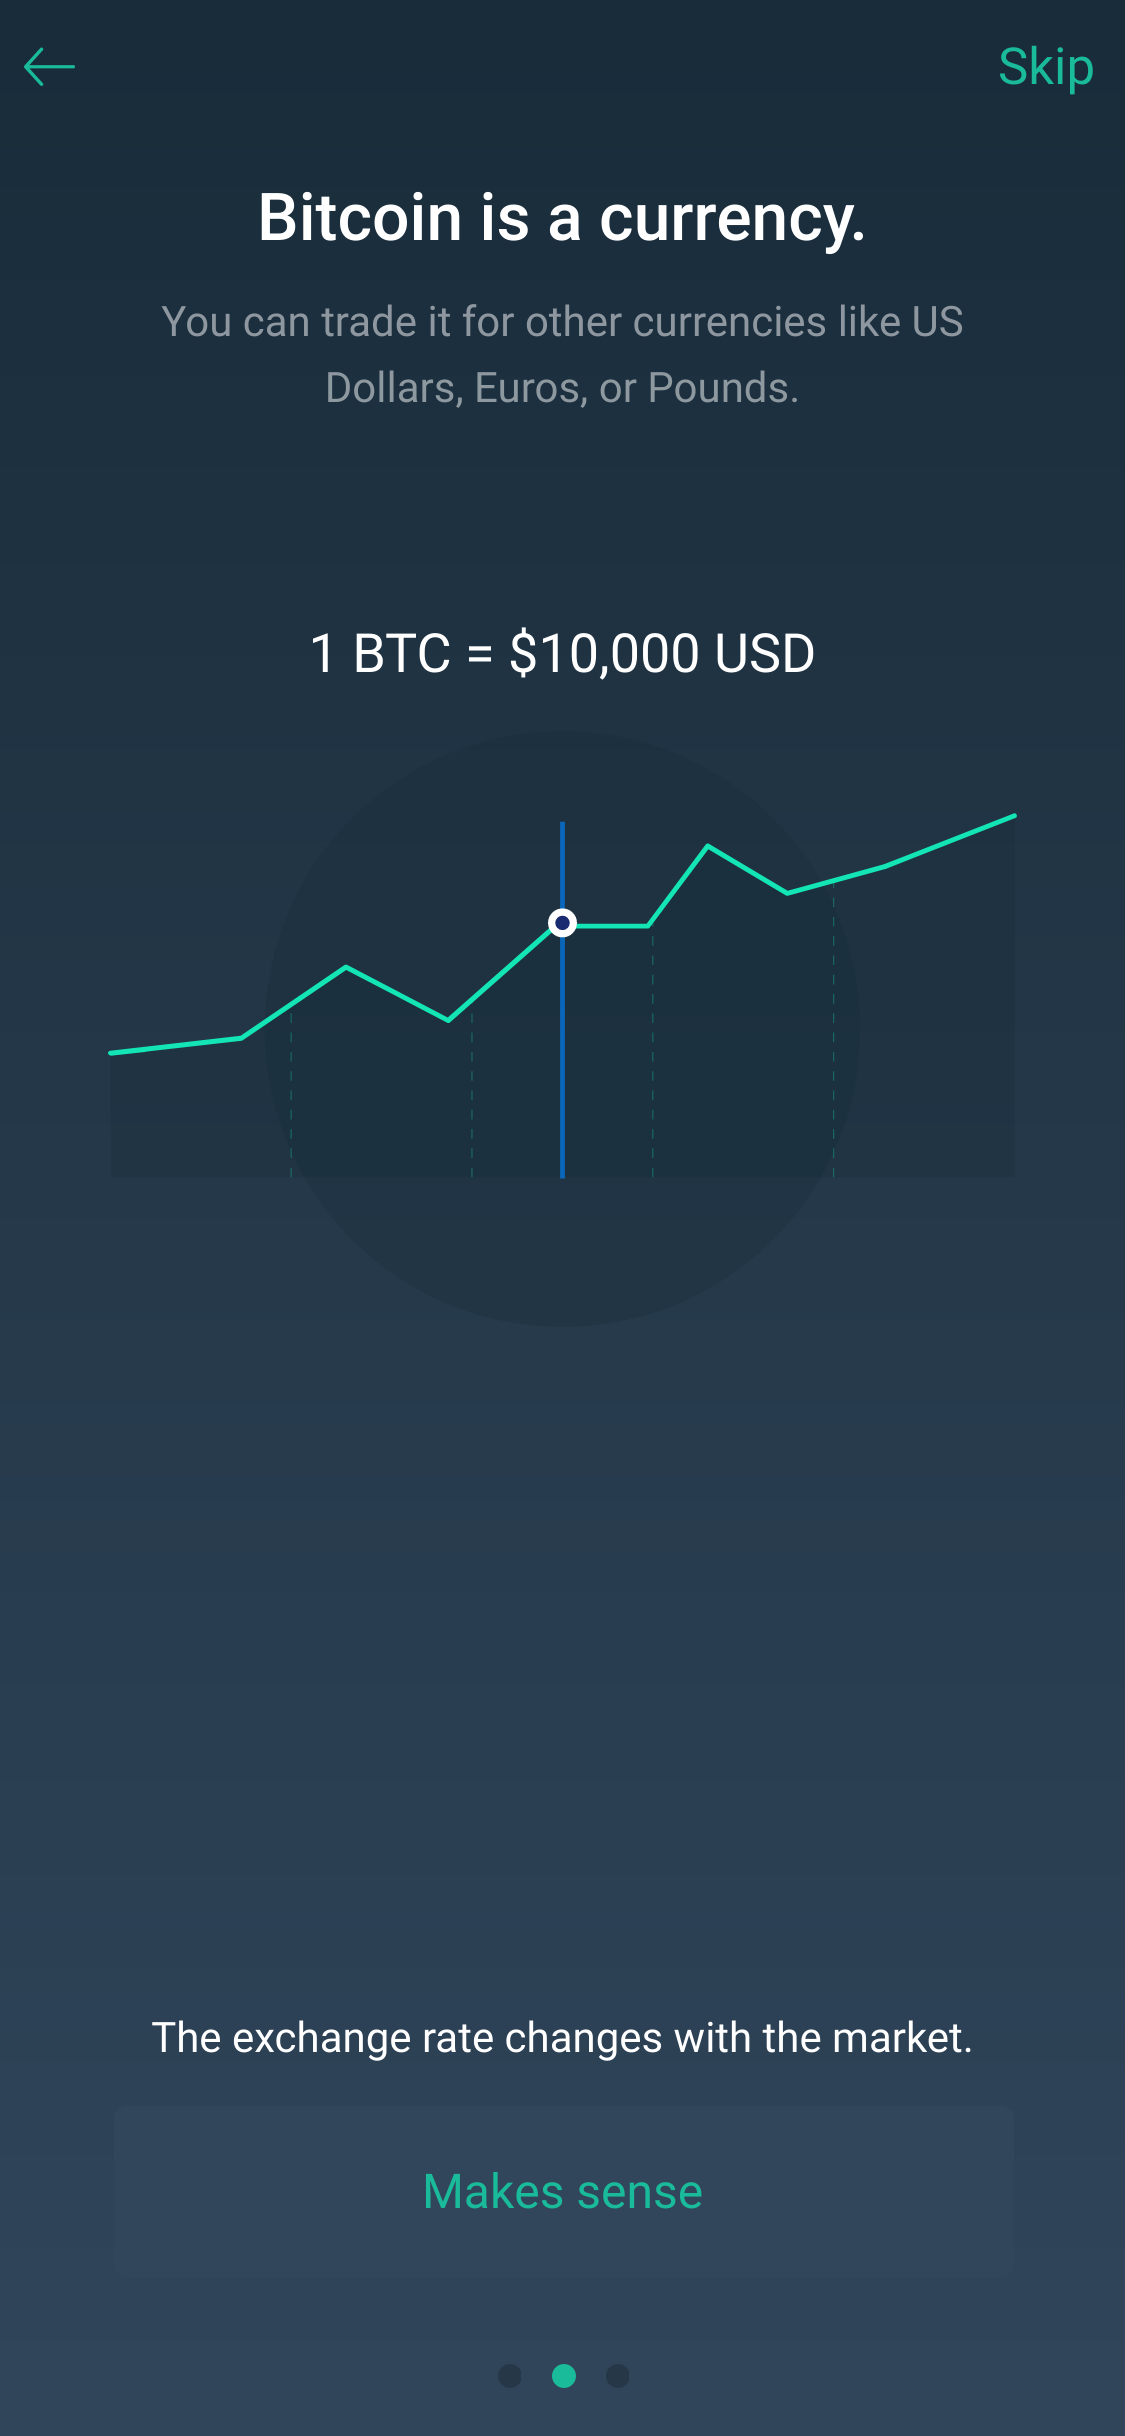 Skip
Bitcoin is a currency.
You can trade it for other currencies like US
Dollars, Euros, or Pounds.
1 BTC = $10,000 USD
The exchange rate changes with the market.
Makes sense